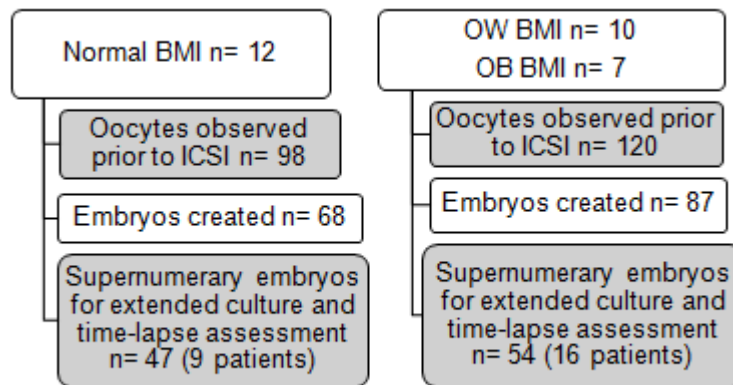 Normal BMI n= 12
Oocytes observed
prior to ICSI n= 98
Embryos created n= 68
Supernumerary embryos
for extended culture and
time-lapse assessment
n= 47 (9 patients)
OW BMI n= 10
OB BMI n= 7
Oocytes observed prior
to ICSI n= 120
Embryos created n= 87
Supernumerary embryos
for extended culture and
time-lapse assessment
n= 54 (16 patients)